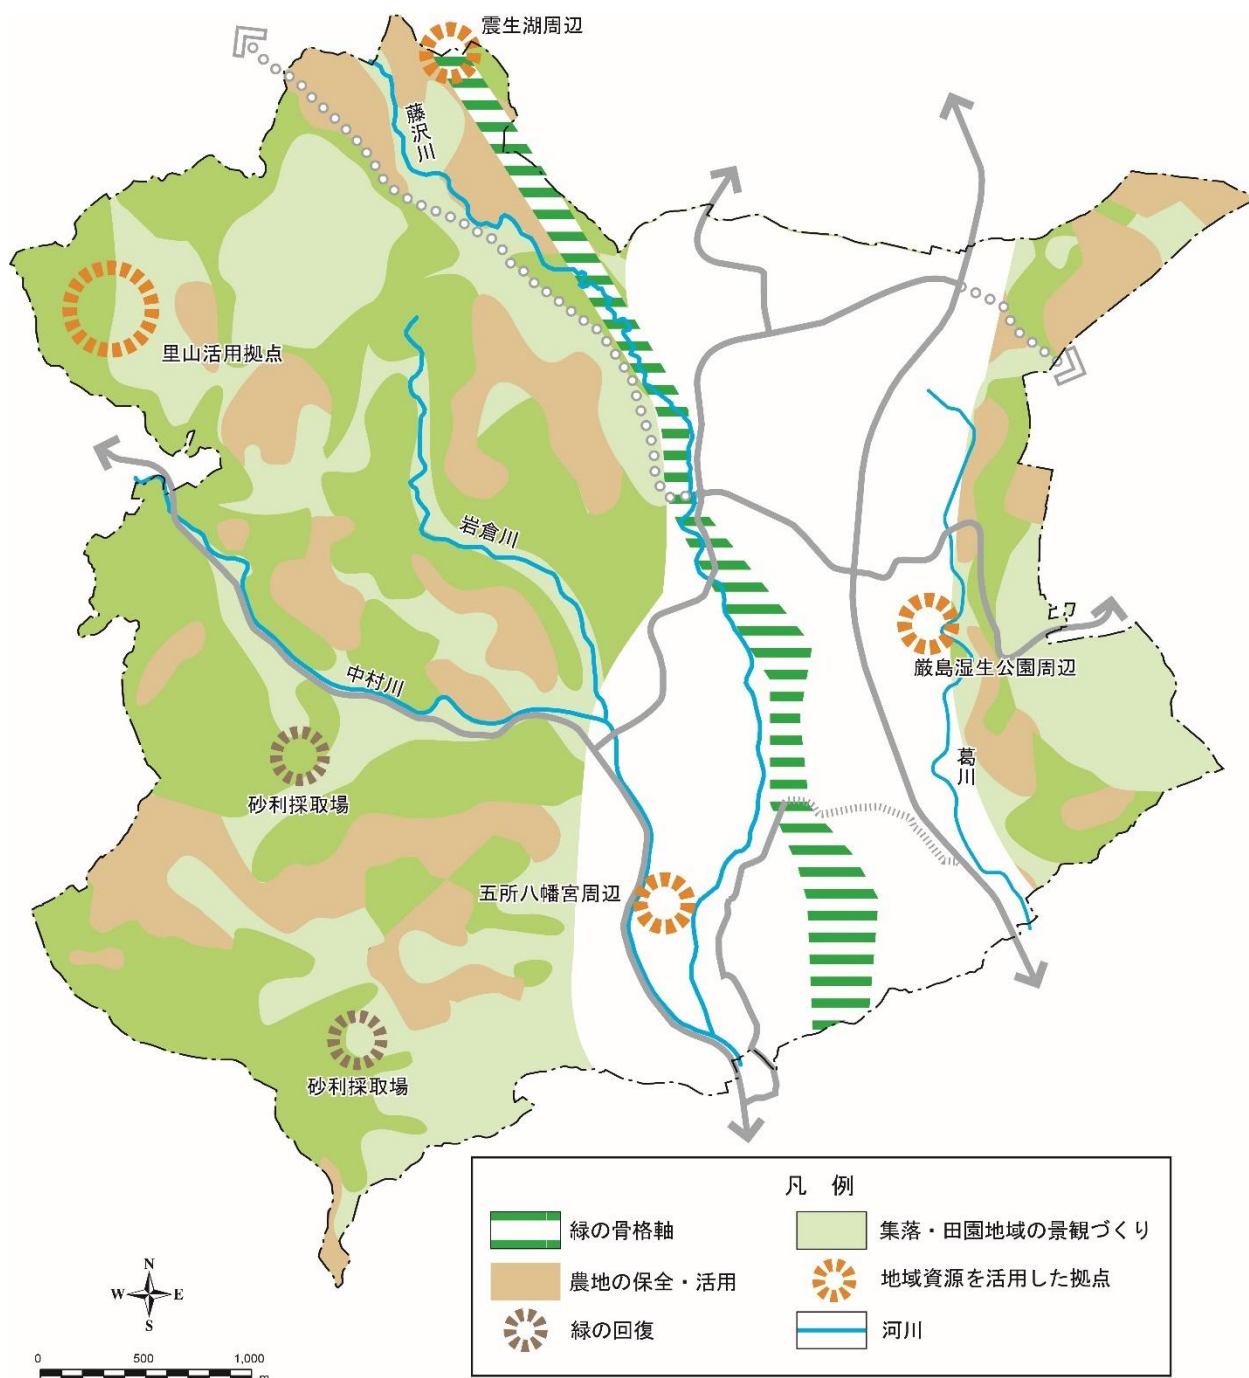 震生湖周辺
藤沢川
里山活用拠点
岩倉川
中村川
厳島湿生公園周辺
葛川
砂利採取場
五所八幡宮周辺
砂利採取場
凡 例
緑の骨格軸
集落・田園地域の景観づくり
農地の保全・活用
地域資源を活用した拠点
緑の回復
河川
N
W E
S
0 500 1,000
m